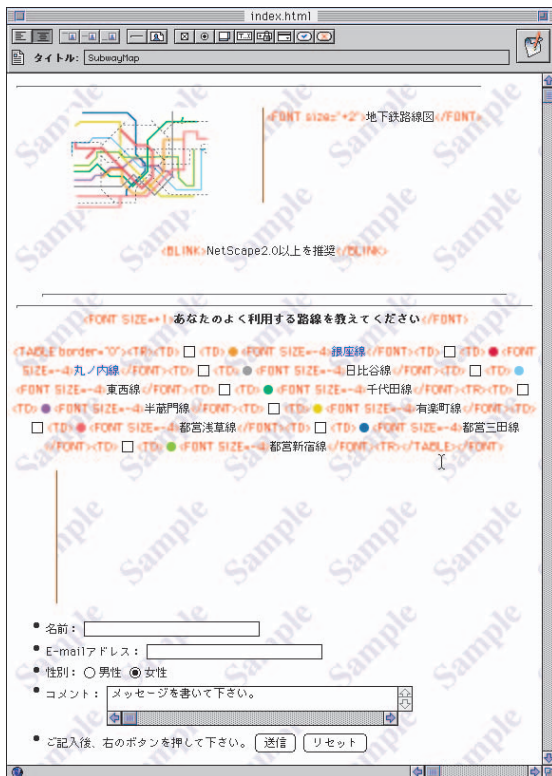 index.html
タイトル: SubwayMap
<FONT size="+2">地下鉄路線図</FONT>
<BLINK>NetScape2.0以上を推奨</BLINK>
<FONT SIZE=+1>あなたのよく利用する路線を教えてください</FONT>
<TABLE border="0"><TR><TD> <TD> <FONT SIZE=-4>銀座線</FONT><TD> <TD> <FONT
SIZE=-4>丸ノ内線</FONT><TD> <TD> <FONT SIZE=-4>日比谷線</FONT><TD> <TD>
<FONT SIZE=-4>東西線</FONT><TD> <TD> <FONT SIZE=-4>千代田線</FONT><TR><TD>
<TD> <FONT SIZE=-4>半蔵門線</FONT><TD> <TD> <FONT SIZE=-4>有楽町線</FONT><TD>
<TD> <FONT SIZE=-4>都営浅草線</FONT><TD> <TD> <FONT SIZE=-4>都営三田線
</FONT><TD> <TD> <FONT SIZE=-4>都営新宿線</FONT><TR></TABLE></FONT>
名前:
E-mailアドレス:
性別: 男性 女性
コメント: メッセージを書いて下さい。
ご記入後、右のボタンを押して下さい。 送信 リセット
Sample